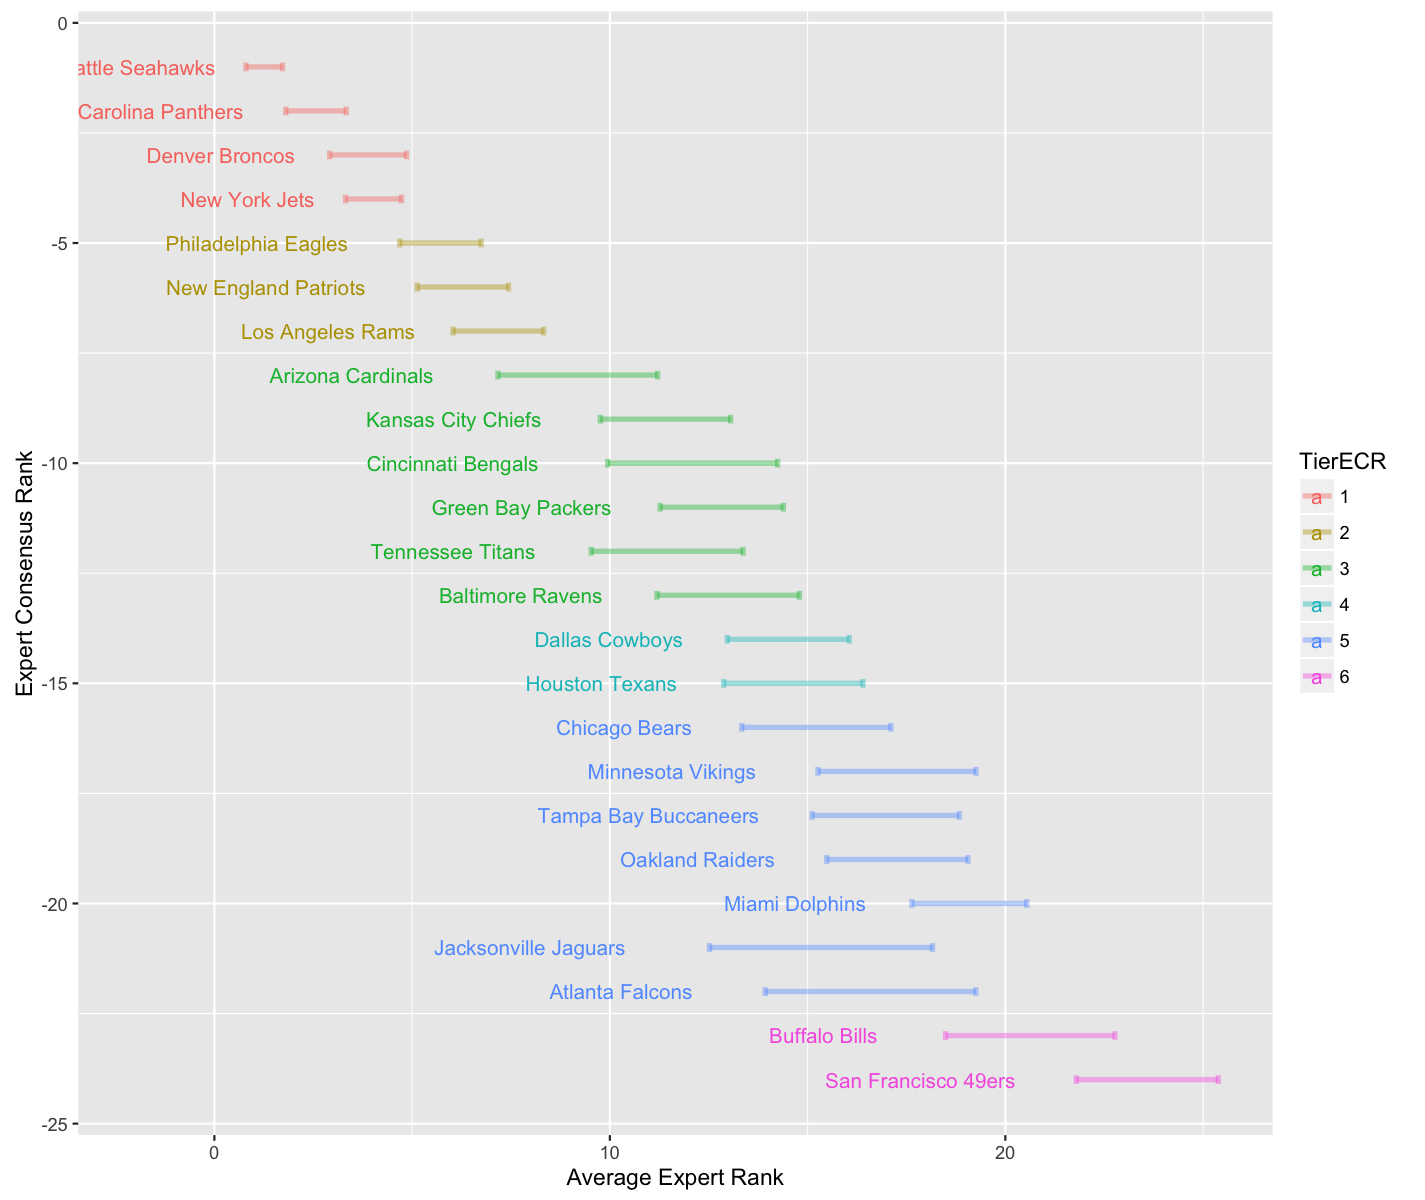 0
attle Seahawks
Carolina Panthers
Denver Broncos
New York Jets
-5
Philadelphia Eagles
New England Patriots
Los Angeles Rams
Arizona Cardinals
Kansas City Chiefs
-10
Cincinnati Bengals
Green Bay Packers
Tennessee Titans
Baltimore Ravens
Dallas Cowboys
-15
Houston Texans
Chicago Bears
Minnesota Vikings
Tampa Bay Buccaneers
Oakland Raiders
-20
Miami Dolphins
Jacksonville Jaguars
Atlanta Falcons
Buffalo Bills
San Francisco 49ers
-25
0 10 20
Average Expert Rank
Expert Consensus Rank
TierECR
a 1
a 2
a 3
a 4
a 5
a 6